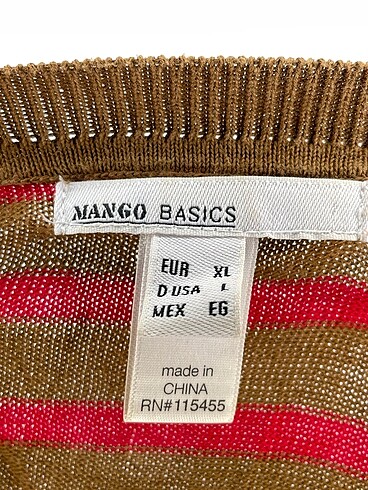 MANGO BASICS
EUR XL
D USA L
MEX EG
made in
CHINA
RN#115455